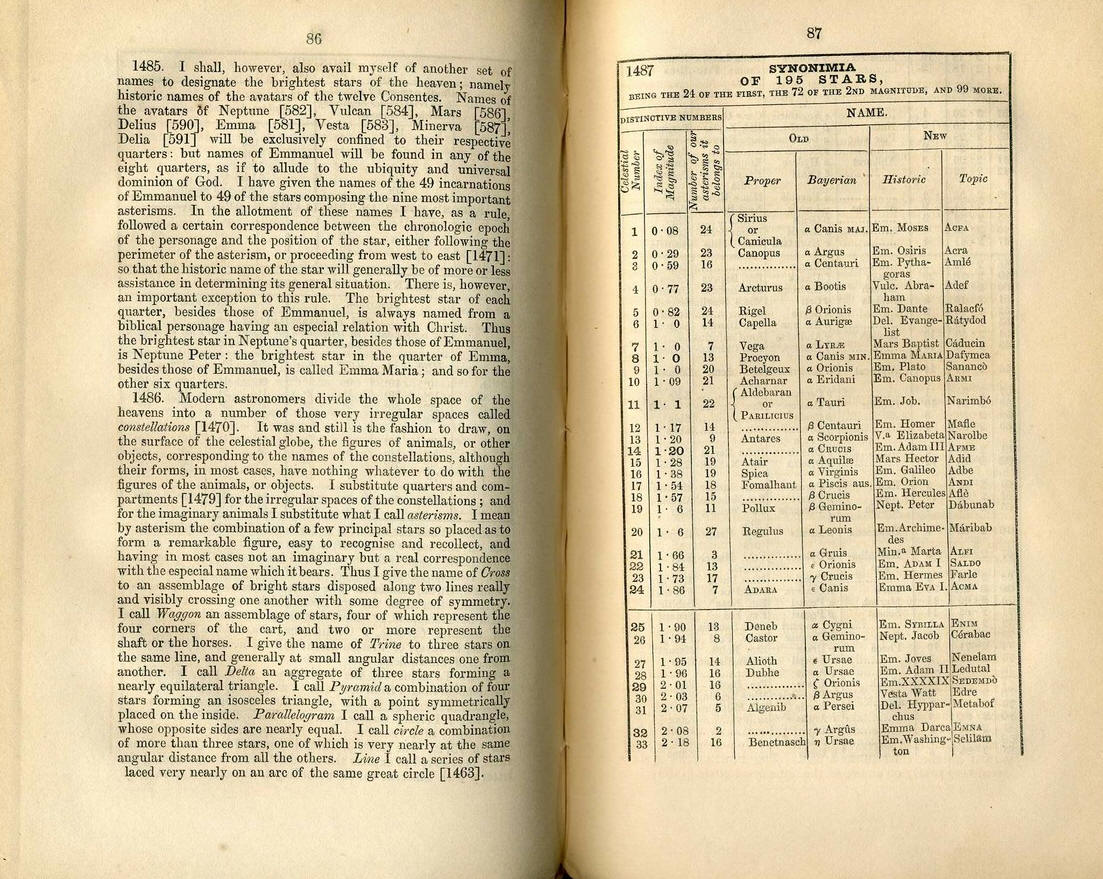 86
1485. I shall, however, also avail myself of another set of
names to designate the brightest stars of the heaven; namely
historic names of the avatars of the twelve Consentes. Names of
the avatars of Neptune [582], Vulcan [584], Mars [586],
Delius [590], Emma [581], Vesta [583], Minerva [587],
Delia [591] will be exclusively confined to their respective
quarters: but names of Emmanuel will be found in any of the
eight quarters, as if to allude to the ubiquity and universal
dominion of God. I have given the names of the 49 incarnations
of Emmanuel to 49 of the stars composing the nine most important
asterisms. In the allotment of these names I have, as a rule,
followed a certain correspondence between the chronologic epoch
of the personage and the position of the star, either following the
perimeter of the asterism, or proceeding from west to east [1471]:
so that the historic name of the star will generally be of more or less
assistance in determining its general situation. There is, however,
an important exception to this rule. The brightest star of each
quarter, besides those of Emmanuel, is always named from a
biblical personage having an especial relation with Christ. Thus
the brightest star in Neptune's quarter, besides those of Emmanuel,
is Neptune Peter: the brightest star in the quarter of Emma,
besides those of Emmanuel, is called Emma Maria; and so for the
other six quarters.
1486. Modern astronomers divide the whole space of the
heavens into a number of those very irregular spaces called
constellations [1470]. It was and still is the fashion to draw, on
the surface of the celestial globe, the figures of animals, or other
objects, corresponding to the names of the constellations, although
their forms, in most cases, have nothing whatever to do with the
figures of the animals, or objects. I substitute quarters and com-
partments [1479] for the irregular spaces of the constellations; and
for the imaginary animals I substitute what I call asterisms. I mean
by asterism the combination of a few principal stars so placed as to
form a remarkable figure, easy to recognise and recollect, and
having in most cases not an imaginary but a real correspondence
with the especial name which it bears. Thus I give the name of Cross
to an assemblage of bright stars disposed along two lines really
and visibly crossing one another with some degree of symmetry.
I call Waggon an assemblage of stars, four of which represent the
four corners of the cart, and two or more represent the
shaft or the horses. I give the name of Trine to three stars on
the same line, and generally at small angular distances one from
another. I call Delta an aggregate of three stars forming a
nearly equilateral triangle. I call Pyramid a combination of four
stars forming an isosceles triangle, with a point symmetrically
placed on the inside. Parallelogram I call a spheric quadrangle,
whose opposite sides are nearly equal. I call circle a combination
of more than three stars, one of which is very nearly at the same
angular distance from all the others. Line I call a series of stars
laced very nearly on an arc of the same great circle [1463].
87
1487 SYNONIMIA
OF 195 STARS,
BEING THE 24 OF THE FIRST, THE 72 OF THE 2ND MAGNITUDE, AND 99 MORE.
DISTINCTIVE NUMBERS NAME.
OLD NEW
Celestial Number Index of Magnitude Number of our asterisms it belongs to Proper Bayerian Historic Topic
1 0·08 24 Sirius or Canicula α Canis MAJ. Em. MOSES ACFA
2 0·29 23 Canopus α Argus Em. Osiris Acra
3 0·59 16 .............. α Centauri Em. Pytha- Amlé
goras
4 0·77 23 Arcturus α Bootis Vulc. Abra- Adef
ham
5 0·82 24 Rigel β Orionis Em. Dante Ralacfó
6 1· 0 14 Capella α Aurigæ Del. Evange- Rátydod
list
7 1· 0 7 Vega α LYRÆ Mars Baptist Cáducin
8 1· 0 13 Procyon α Canis MIN. Emma MARIA Dafymca
9 1· 0 20 Betelgeux α Orionis Em. Plato Sanancò
10 1·09 21 Acharnar α Eridani Em. Canopus ARMI
11 1· 1 22 Aldebaran or PARILICIUS α Tauri Em. Job. Narimbó
12 1·17 14 .............. β Centauri Em. Homer Mafle
13 1·20 9 Antares α Scorpionis V.a Elizabeta Narolbe
14 1·20 21 .............. α CRUCIS Em. Adam III AFME
15 1·28 19 Atair α Aquilæ Mars Hector Adid
16 1·38 19 Spica α Virginis Em. Galileo Adbe
17 1·54 18 Fomalhant α Piscis aus. Em. Orion ANDI
18 1·57 15 .............. β Crucis Em. Hercules Aflè
19 1· 6 11 Pollux β Gemino- Nept. Peter Dábunab
rum
20 1· 6 27 Regulus α Leonis Em.Archime- Máribab
des
21 1·66 3 .............. α Gruis Min.a Marta ALFI
22 1·84 13 .............. ε Orionis Em. ADAM I SALDO
23 1·73 17 .............. γ Crucis Em. Hermes Farle
24 1·86 7 ADARA ε Canis Emma EVA I. ACMA
25 1·90 13 Deneb α Cygni Em. SYBILLA ENIM
26 1·94 8 Castor α Gemino- Nept. Jacob Córabac
rum
27 1·95 14 Alioth ε Ursae Em. Joves Nenelam
28 1·96 16 Dubhe α Ursae Em. Adam II Ledutal
29 2·01 16 .............. ζ Orionis Em.XXXXIX SEDEMDÒ
30 2·03 6 .............. β Argus Vesta Watt Edre
31 2·07 5 Algenib α Persei Del. Hyppar- Metabof
chus
32 2·08 2 .............. γ Argûs Emma Darca EMNA
33 2·18 16 Benetnasch η Ursae Em.Washing- Selilam
ton